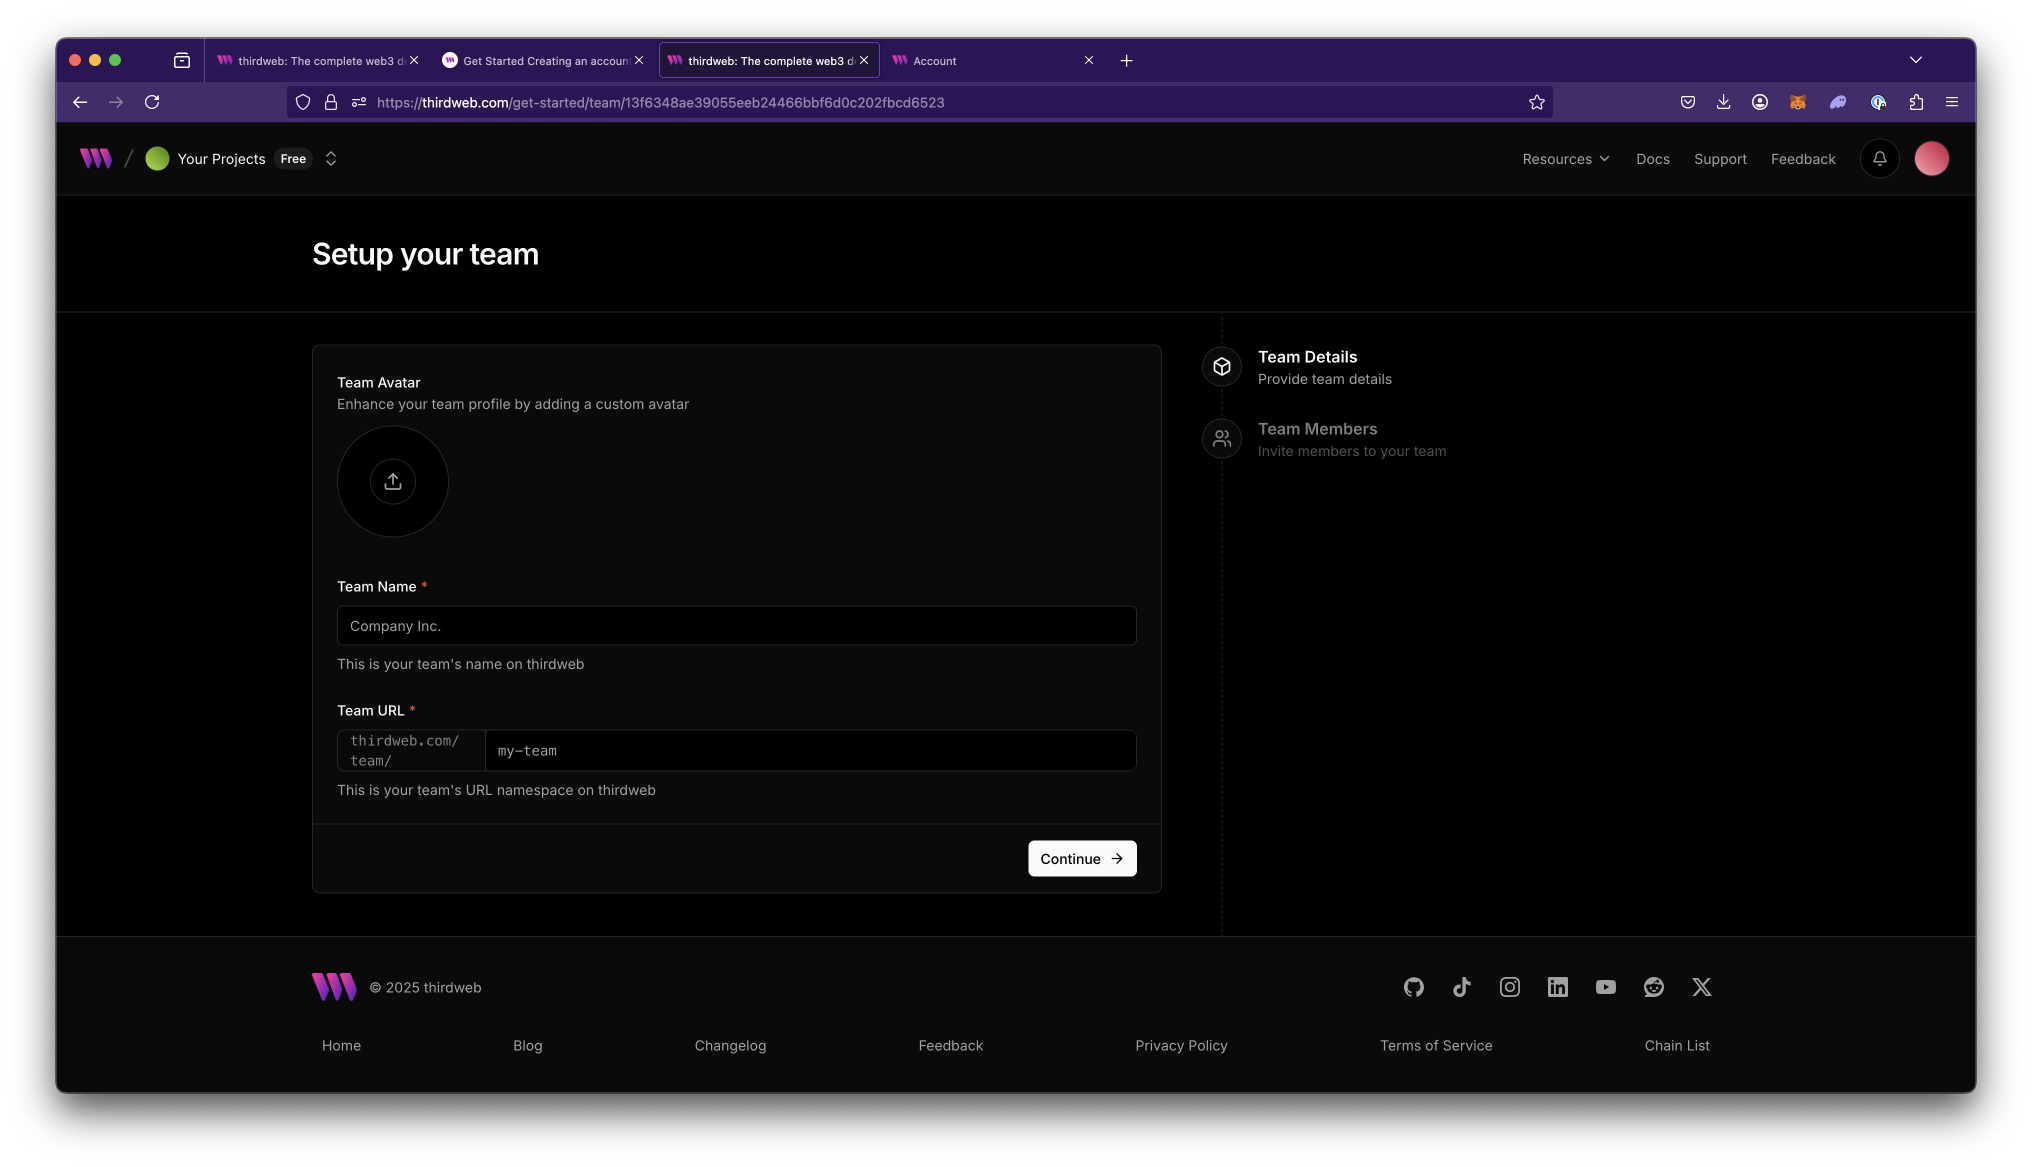 thirdweb: The complete web3 d
Get Started Creating an account
thirdweb: The complete web3 d
Account
https://thirdweb.com/get-started/team/13f6348ae39055eeb24466bbf6d0c202fbcd6523
/ Your Projects Free
Resources
Docs
Support
Feedback
Setup your team
Team Avatar
Enhance your team profile by adding a custom avatar
Team Name *
Company Inc.
This is your team's name on thirdweb
Team URL *
thirdweb.com/
team/
my-team
This is your team's URL namespace on thirdweb
Continue →
Team Details
Provide team details
Team Members
Invite members to your team
© 2025 thirdweb
Home
Blog
Changelog
Feedback
Privacy Policy
Terms of Service
Chain List